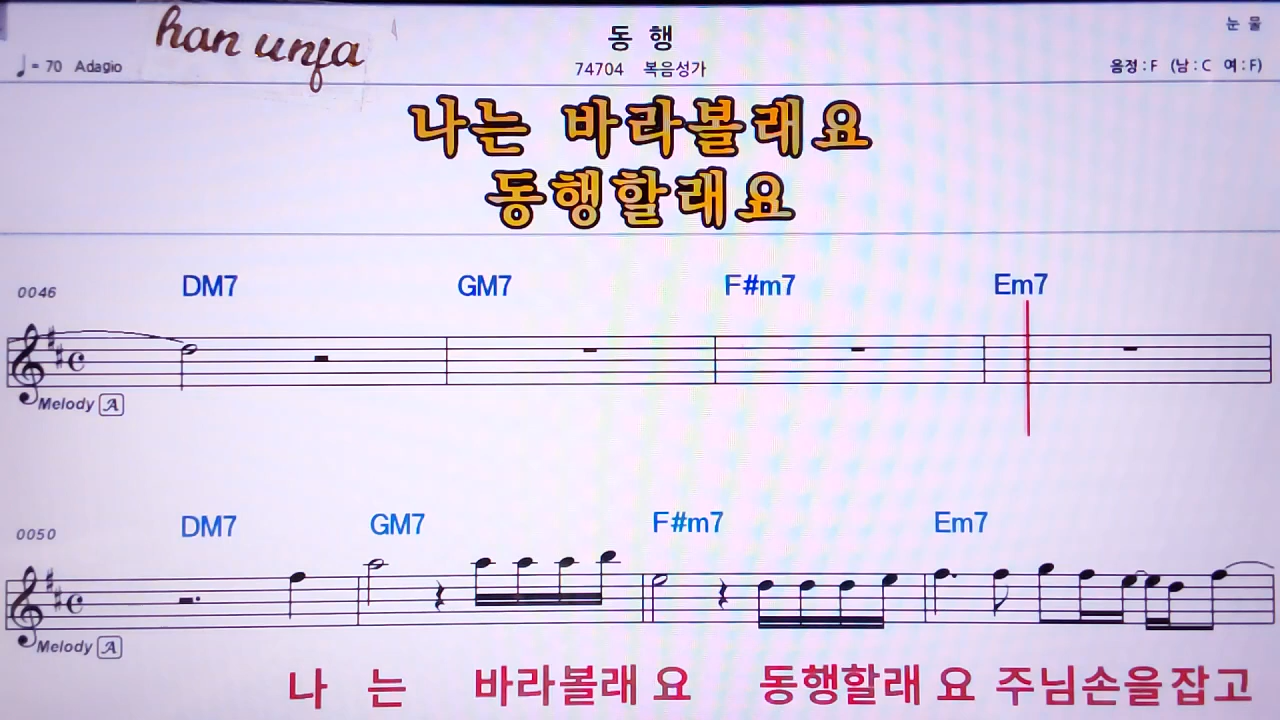 han unja
동 행
눈 물
♩= 70 Adagio
74704 복음성가
음정 : F (남 : C 여 : F)
나는 바라볼래요
동행할래요
0046
DM7 GM7 F#m7 Em7
Melody A
0050
DM7 GM7 F#m7 Em7
Melody A
나 는 바라볼래 요 동행할래 요 주님손을 잡고